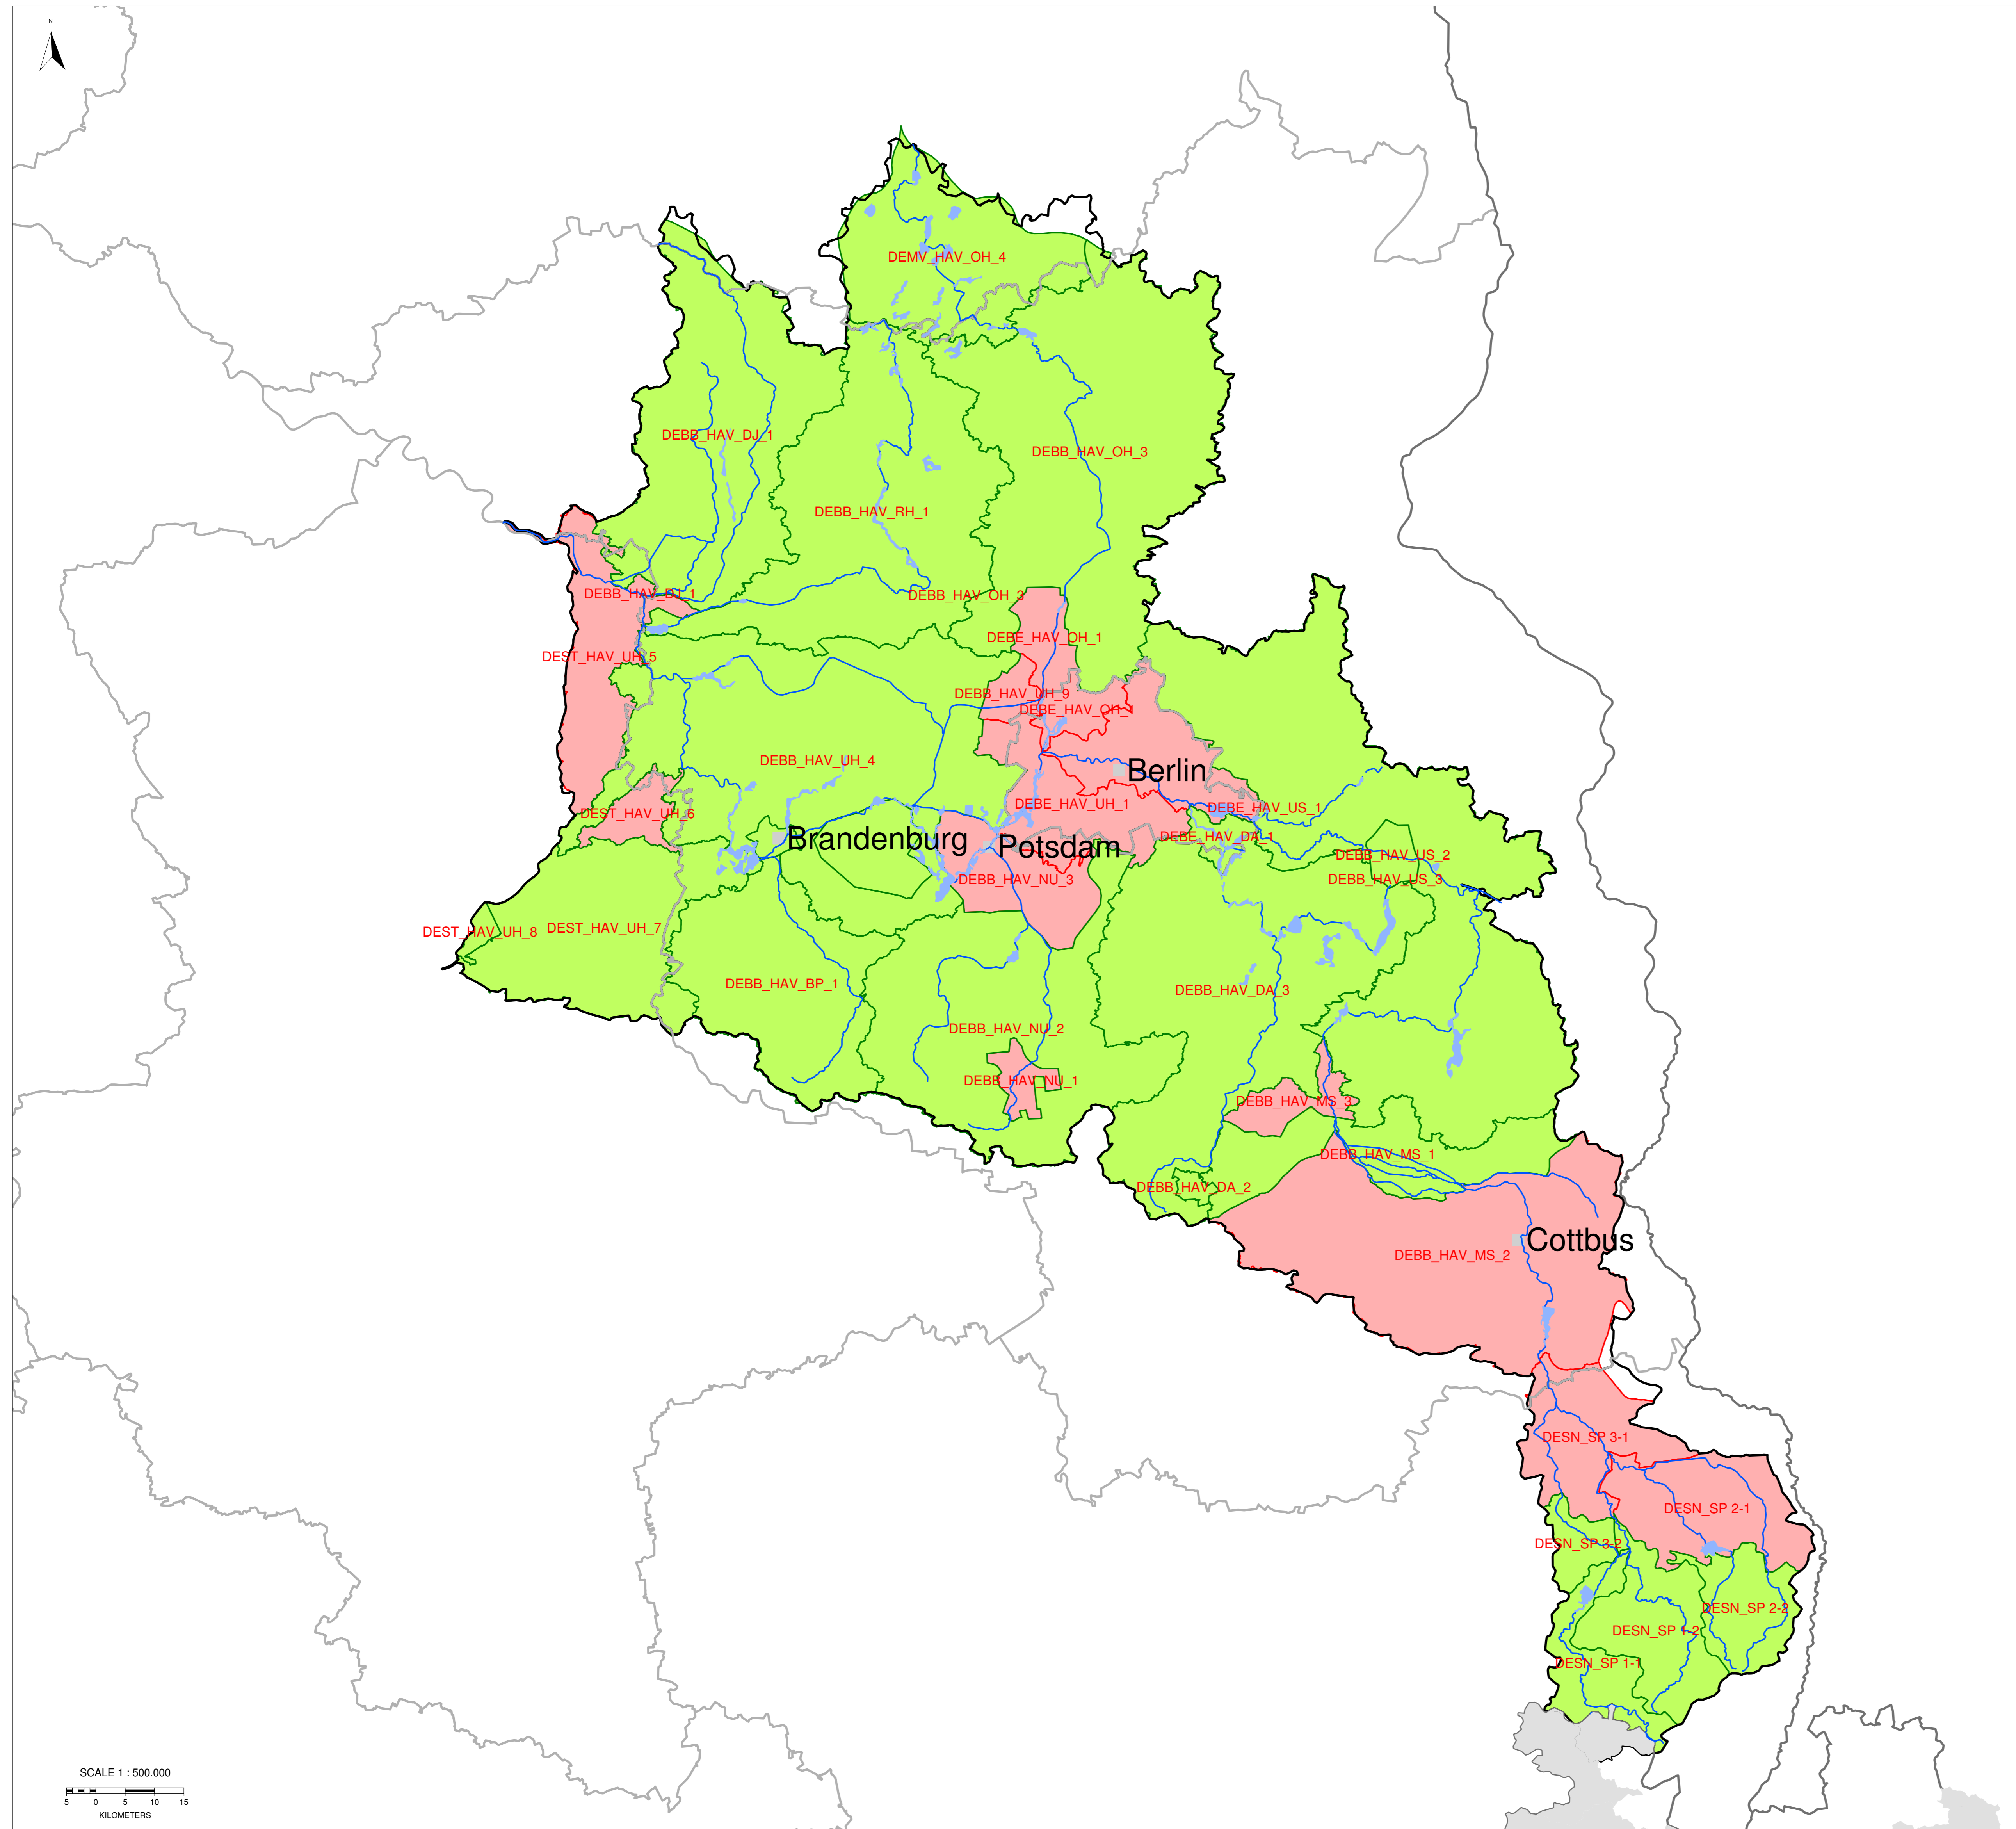 N
DEMV_HAV_OH_4
DEBB_HAV_DJ_1
DEBB_HAV_OH_3
DEBB_HAV_RH_1
DEBB_HAV_DJ_1
DEBB_HAV_OH_3
DEBE_HAV_OH_1
DEST_HAV_UH_5
DEBB_HAV_UH_9
DEBE_HAV_OH_1
DEBB_HAV_UH_4
Berlin
DEBE_HAV_UH_1
DEBE_HAV_US_1
DEST_HAV_UH_6
Brandenburg
Potsdam
DEBE_HAV_DA_1
DEBB_HAV_US_2
DEBB_HAV_NU_3
DEBB_HAV_US_3
DEST_HAV_UH_8
DEST_HAV_UH_7
DEBB_HAV_BP_1
DEBB_HAV_DA_3
DEBB_HAV_NU_2
DEBB_HAV_NU_1
DEBB_HAV_MS_3
DEBB_HAV_MS_1
DEBB_HAV_DA_2
Cottbus
DEBB_HAV_MS_2
DESN_SP 3-1
DESN_SP 2-1
DESN_SP 3-2
DESN_SP 2-2
DESN_SP 1-2
DESN_SP 1-1
SCALE 1 : 500.000
5 0 5 10 15
KILOMETERS